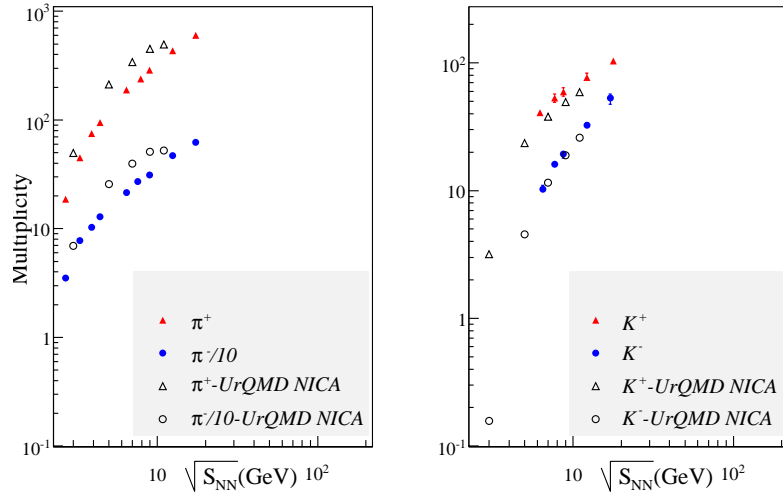 Multiplicity
10³
10²
10
1
10⁻¹
π⁺
π⁻/10
π⁺-UrQMD NICA
π⁻/10-UrQMD NICA
10
10²
√S_NN(GeV)
10²
10
1
10⁻¹
K⁺
K⁻
K⁺-UrQMD NICA
K⁻-UrQMD NICA
10
10²
√S_NN(GeV)